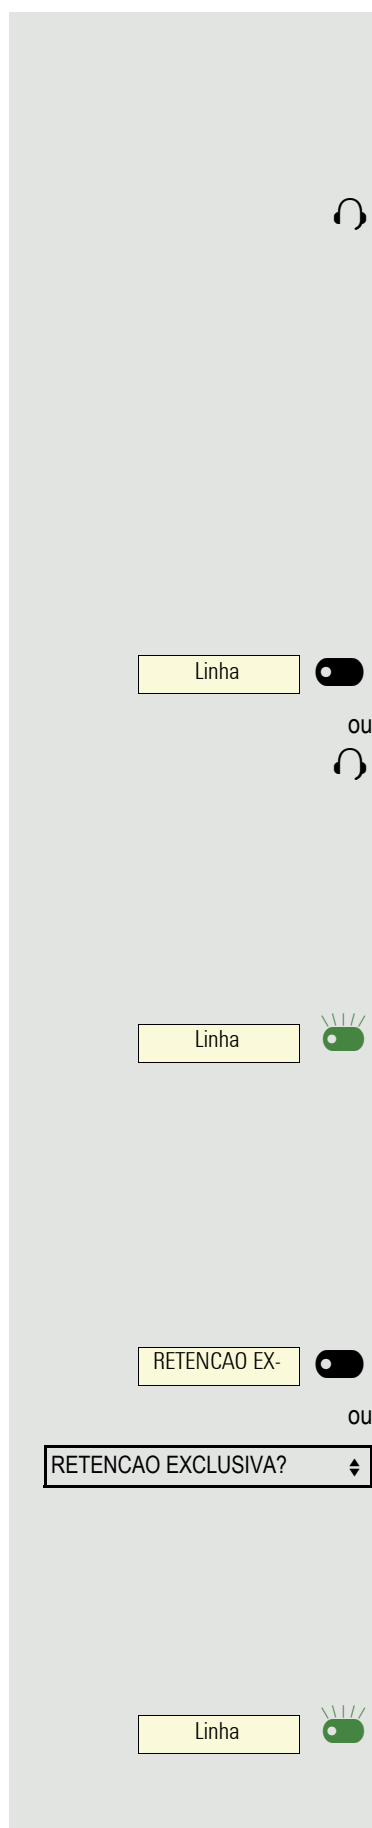 Linha
ou
Linha
RETENCAO EX-
ou
RETENCAO EXCLUSIVA?
Linha